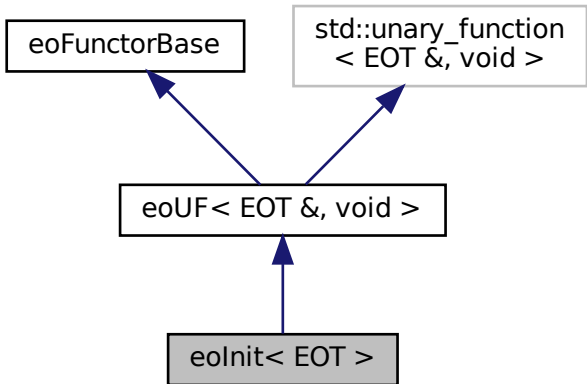 eoFunctorBase
std::unary_function
< EOT &, void >
eoUF< EOT &, void >
eoInit< EOT >